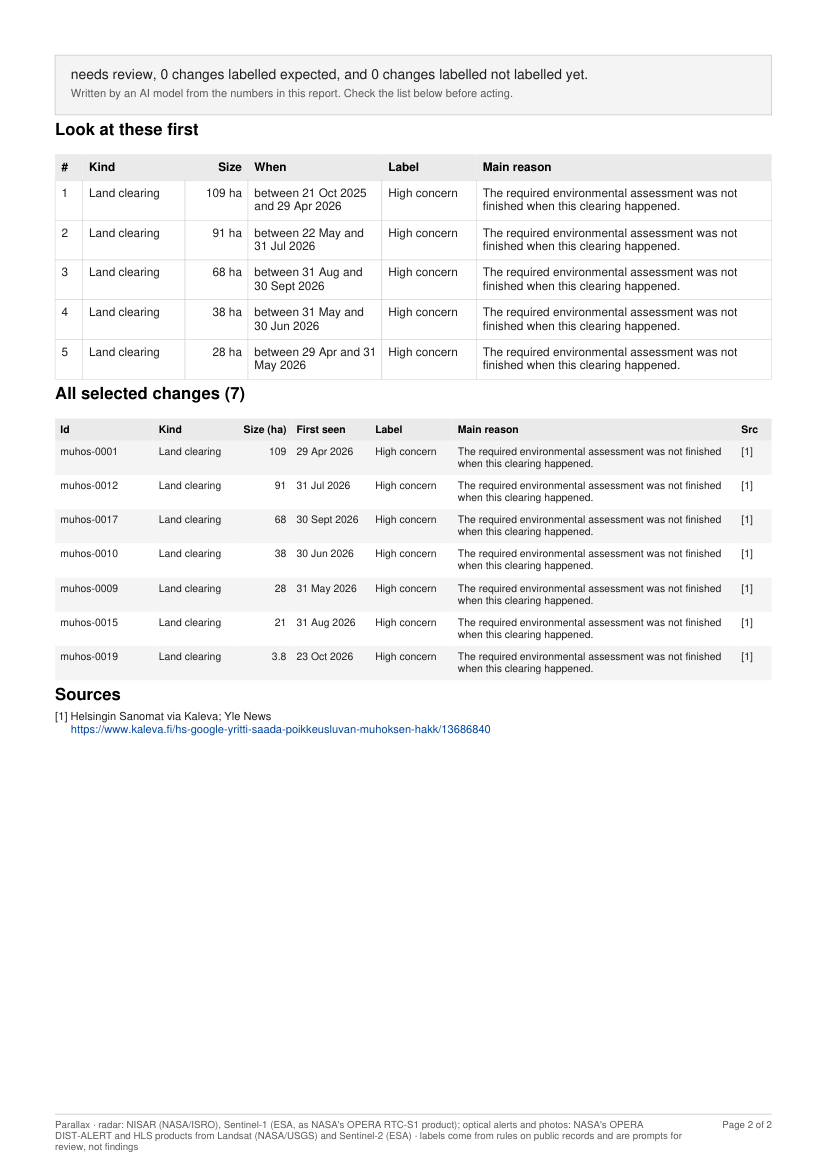 needs review, 0 changes labelled expected, and 0 changes labelled not labelled yet.
Written by an AI model from the numbers in this report. Check the list below before acting.
Look at these first
# Kind Size When Label Main reason
1 Land clearing 109 ha between 21 Oct 2025 High concern The required environmental assessment was not
and 29 Apr 2026 finished when this clearing happened.
2 Land clearing 91 ha between 22 May and High concern The required environmental assessment was not
31 Jul 2026 finished when this clearing happened.
3 Land clearing 68 ha between 31 Aug and High concern The required environmental assessment was not
30 Sept 2026 finished when this clearing happened.
4 Land clearing 38 ha between 31 May and High concern The required environmental assessment was not
30 Jun 2026 finished when this clearing happened.
5 Land clearing 28 ha between 29 Apr and 31 High concern The required environmental assessment was not
May 2026 finished when this clearing happened.
All selected changes (7)
Id Kind Size (ha) First seen Label Main reason Src
muhos-0001 Land clearing 109 29 Apr 2026 High concern The required environmental assessment was not finished [1]
when this clearing happened.
muhos-0012 Land clearing 91 31 Jul 2026 High concern The required environmental assessment was not finished [1]
when this clearing happened.
muhos-0017 Land clearing 68 30 Sept 2026 High concern The required environmental assessment was not finished [1]
when this clearing happened.
muhos-0010 Land clearing 38 30 Jun 2026 High concern The required environmental assessment was not finished [1]
when this clearing happened.
muhos-0009 Land clearing 28 31 May 2026 High concern The required environmental assessment was not finished [1]
when this clearing happened.
muhos-0015 Land clearing 21 31 Aug 2026 High concern The required environmental assessment was not finished [1]
when this clearing happened.
muhos-0019 Land clearing 3.8 23 Oct 2026 High concern The required environmental assessment was not finished [1]
when this clearing happened.
Sources
[1] Helsingin Sanomat via Kaleva; Yle News
https://www.kaleva.fi/hs-google-yritti-saada-poikkeusluvan-muhoksen-hakk/13686840
Parallax · radar: NISAR (NASA/ISRO), Sentinel-1 (ESA, as NASA's OPERA RTC-S1 product); optical alerts and photos: NASA's OPERA Page 2 of 2
DIST-ALERT and HLS products from Landsat (NASA/USGS) and Sentinel-2 (ESA) · labels come from rules on public records and are prompts for
review, not findings